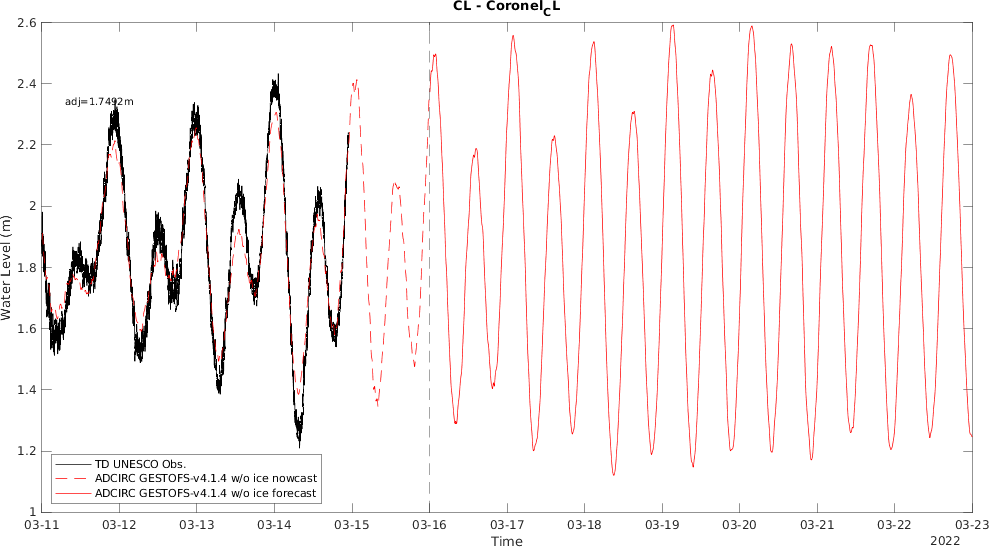 CL - Coronel_CL
2.6
2.4
2.2
2
1.8
1.6
1.4
1.2
1
Water Level (m)
adj=1.7492m
TD UNESCO Obs.
ADCIRC GESTOFS-v4.1.4 w/o ice nowcast
ADCIRC GESTOFS-v4.1.4 w/o ice forecast
03-11 03-12 03-13 03-14 03-15 03-16 03-17 03-18 03-19 03-20 03-21 03-22 03-23
Time
2022